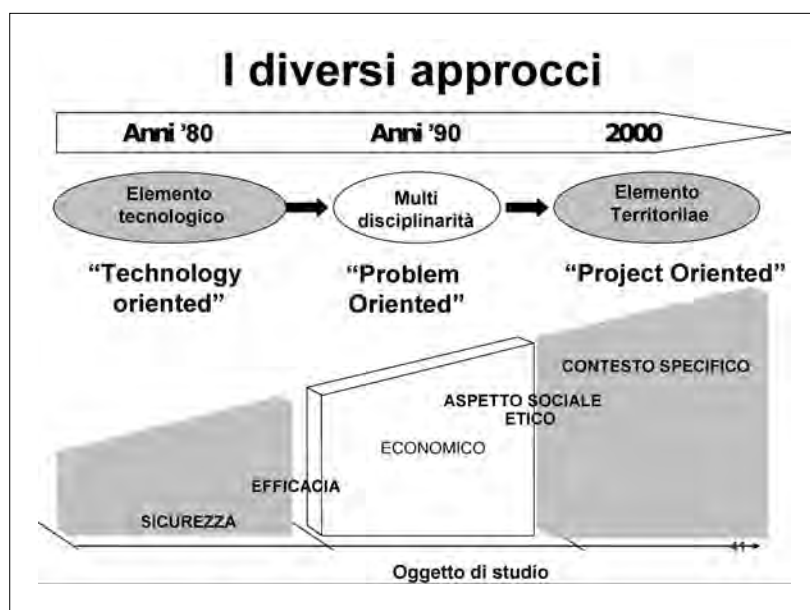 I diversi approcci
Anni '80 Anni '90 2000
Elemento
tecnologico
Multi
disciplinarità
Elemento
Territorilae
“Technology
oriented”
“Problem
Oriented”
“Project Oriented”
CONTESTO SPECIFICO
ASPETTO SOCIALE
ETICO
ECONOMICO
EFFICACIA
SICUREZZA
41
Oggetto di studio